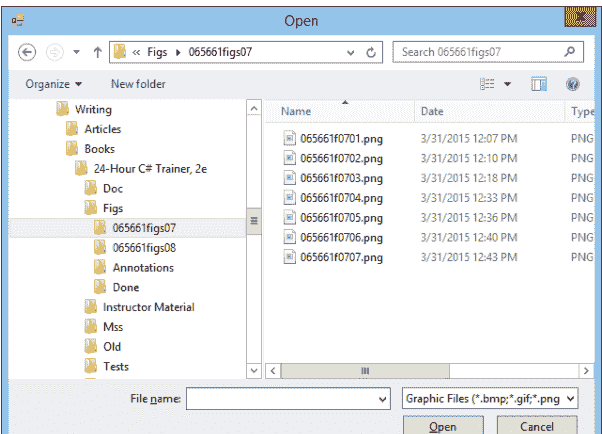 Open
« Figs 065661figs07
Search 065661figs07
Organize New folder
Writing
Articles
Books
24-Hour C# Trainer, 2e
Doc
Figs
065661figs07
065661figs08
Annotations
Done
Instructor Material
Mss
Old
Tests
Name Date Type
065661f0701.png 3/31/2015 12:07 PM PNG
065661f0702.png 3/31/2015 12:10 PM PNG
065661f0703.png 3/31/2015 12:18 PM PNG
065661f0704.png 3/31/2015 12:33 PM PNG
065661f0705.png 3/31/2015 12:36 PM PNG
065661f0706.png 3/31/2015 12:40 PM PNG
065661f0707.png 3/31/2015 12:43 PM PNG
File name:
Graphic Files (*.bmp;*.gif;*.png
Open Cancel